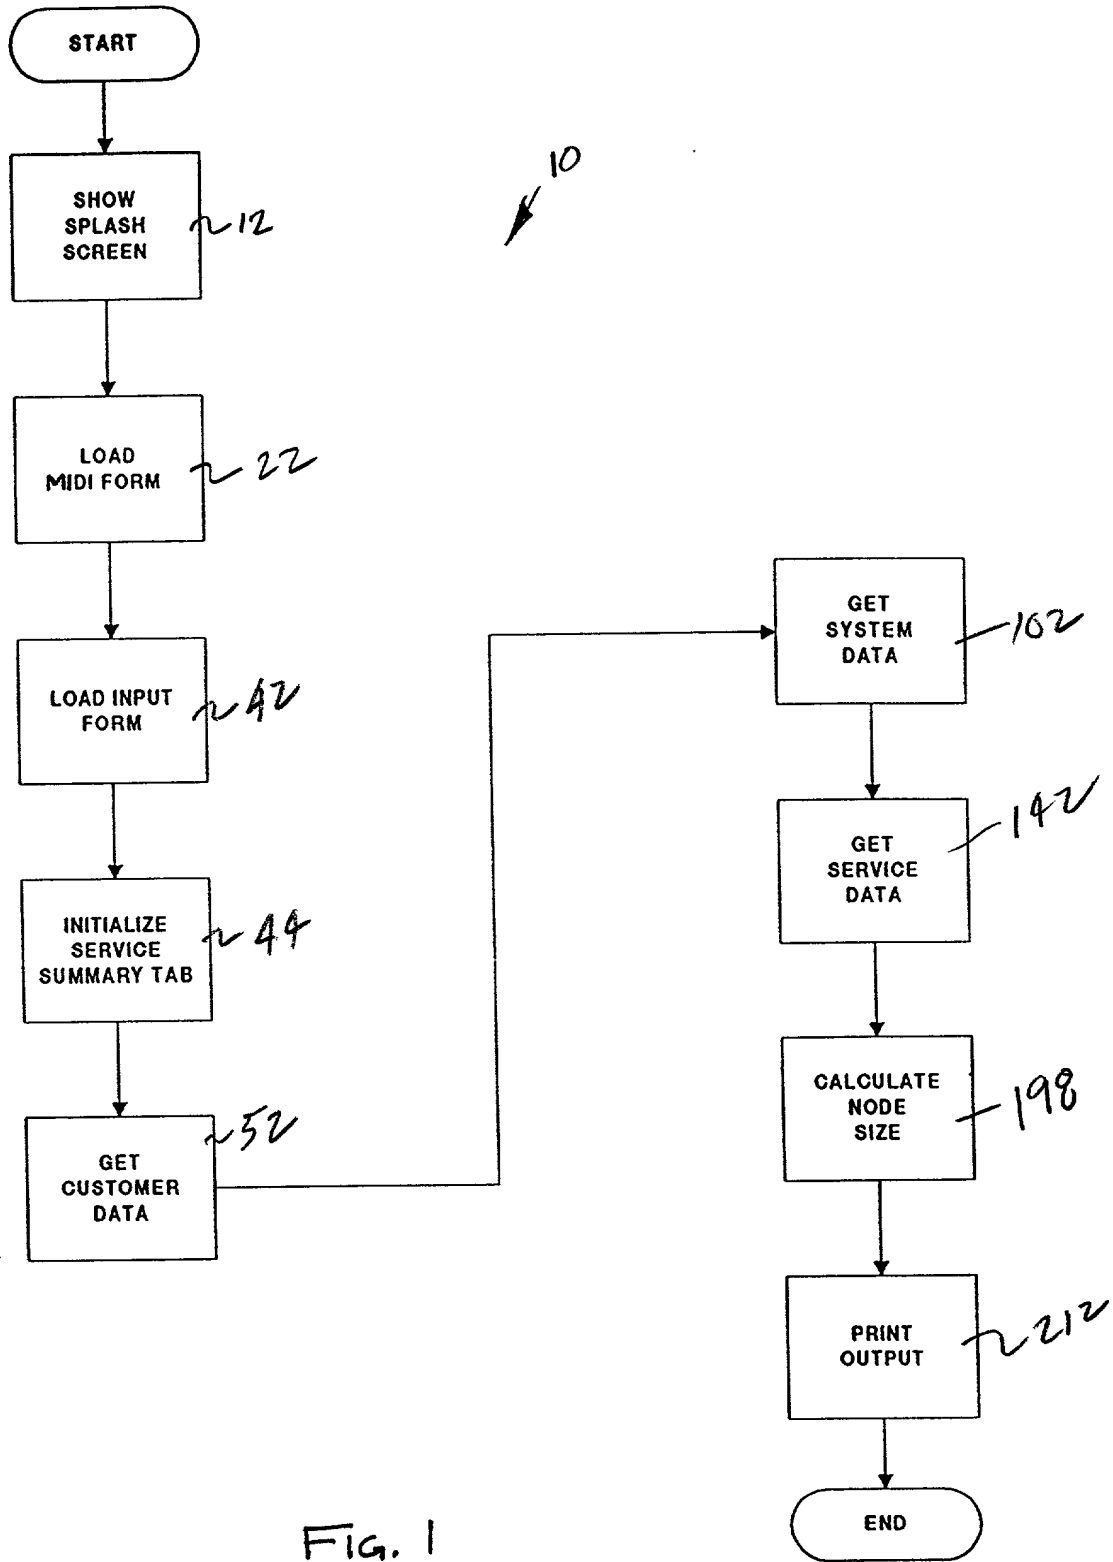 START
SHOW
SPLASH
SCREEN
12
10
LOAD
MIDI FORM
22
LOAD INPUT
FORM
42
INITIALIZE
SERVICE
SUMMARY TAB
44
GET
CUSTOMER
DATA
52
GET
SYSTEM
DATA
102
GET
SERVICE
DATA
142
CALCULATE
NODE
SIZE
198
PRINT
OUTPUT
212
END
FIG. 1